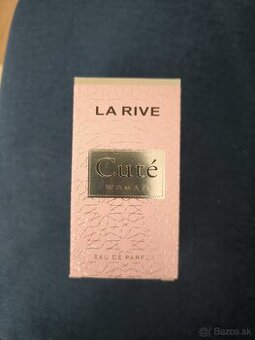 LA RIVE
Cuté
WOMAN
EAU DE PARFUM
Bazos.sk